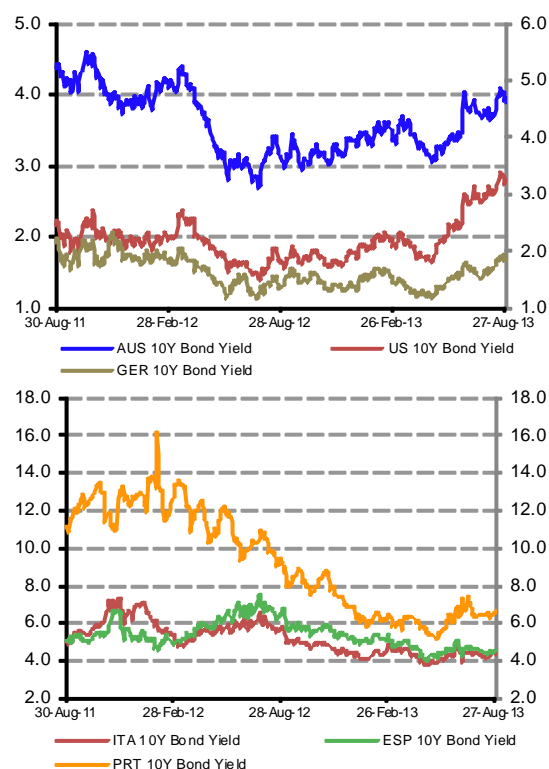 5.0 6.0
4.0 5.0
4.0
3.0 3.0
2.0 2.0
1.0 1.0
30-Aug-11 28-Feb-12 28-Aug-12 26-Feb-13 27-Aug-13
AUS 10Y Bond Yield US 10Y Bond Yield
GER 10Y Bond Yield
18.0 18.0
16.0 16.0
14.0 14.0
12.0 12.0
10.0 10.0
8.0 8.0
6.0 6.0
4.0 4.0
2.0 2.0
30-Aug-11 28-Feb-12 28-Aug-12 26-Feb-13 27-Aug-13
ITA 10Y Bond Yield ESP 10Y Bond Yield
PRT 10Y Bond Yield